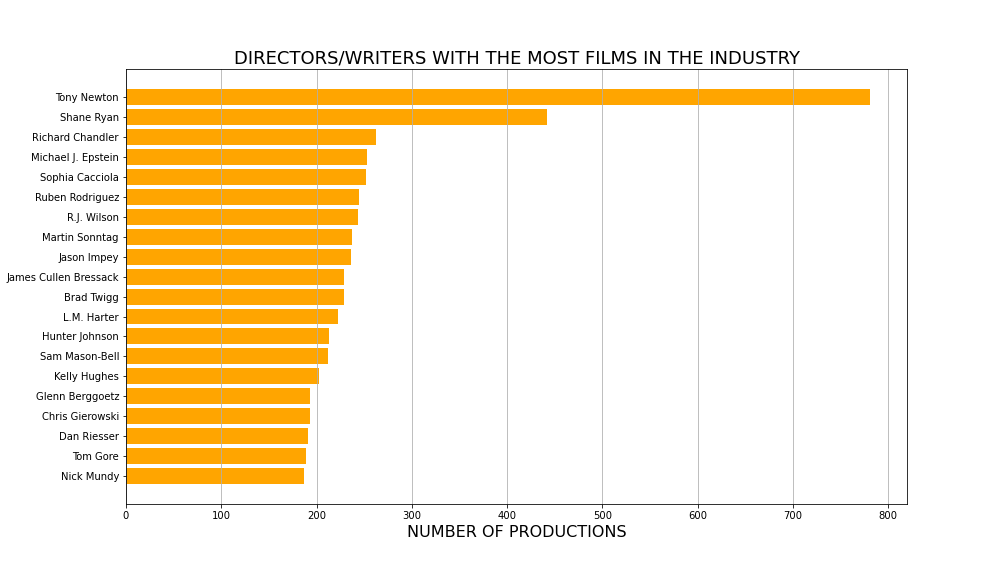 DIRECTORS/WRITERS WITH THE MOST FILMS IN THE INDUSTRY
Tony Newton
Shane Ryan
Richard Chandler
Michael J. Epstein
Sophia Cacciola
Ruben Rodriguez
R.J. Wilson
Martin Sonntag
Jason Impey
James Cullen Bressack
Brad Twigg
L.M. Harter
Hunter Johnson
Sam Mason-Bell
Kelly Hughes
Glenn Berggoetz
Chris Gierowski
Dan Riesser
Tom Gore
Nick Mundy
0 100 200 300 400 500 600 700 800
NUMBER OF PRODUCTIONS